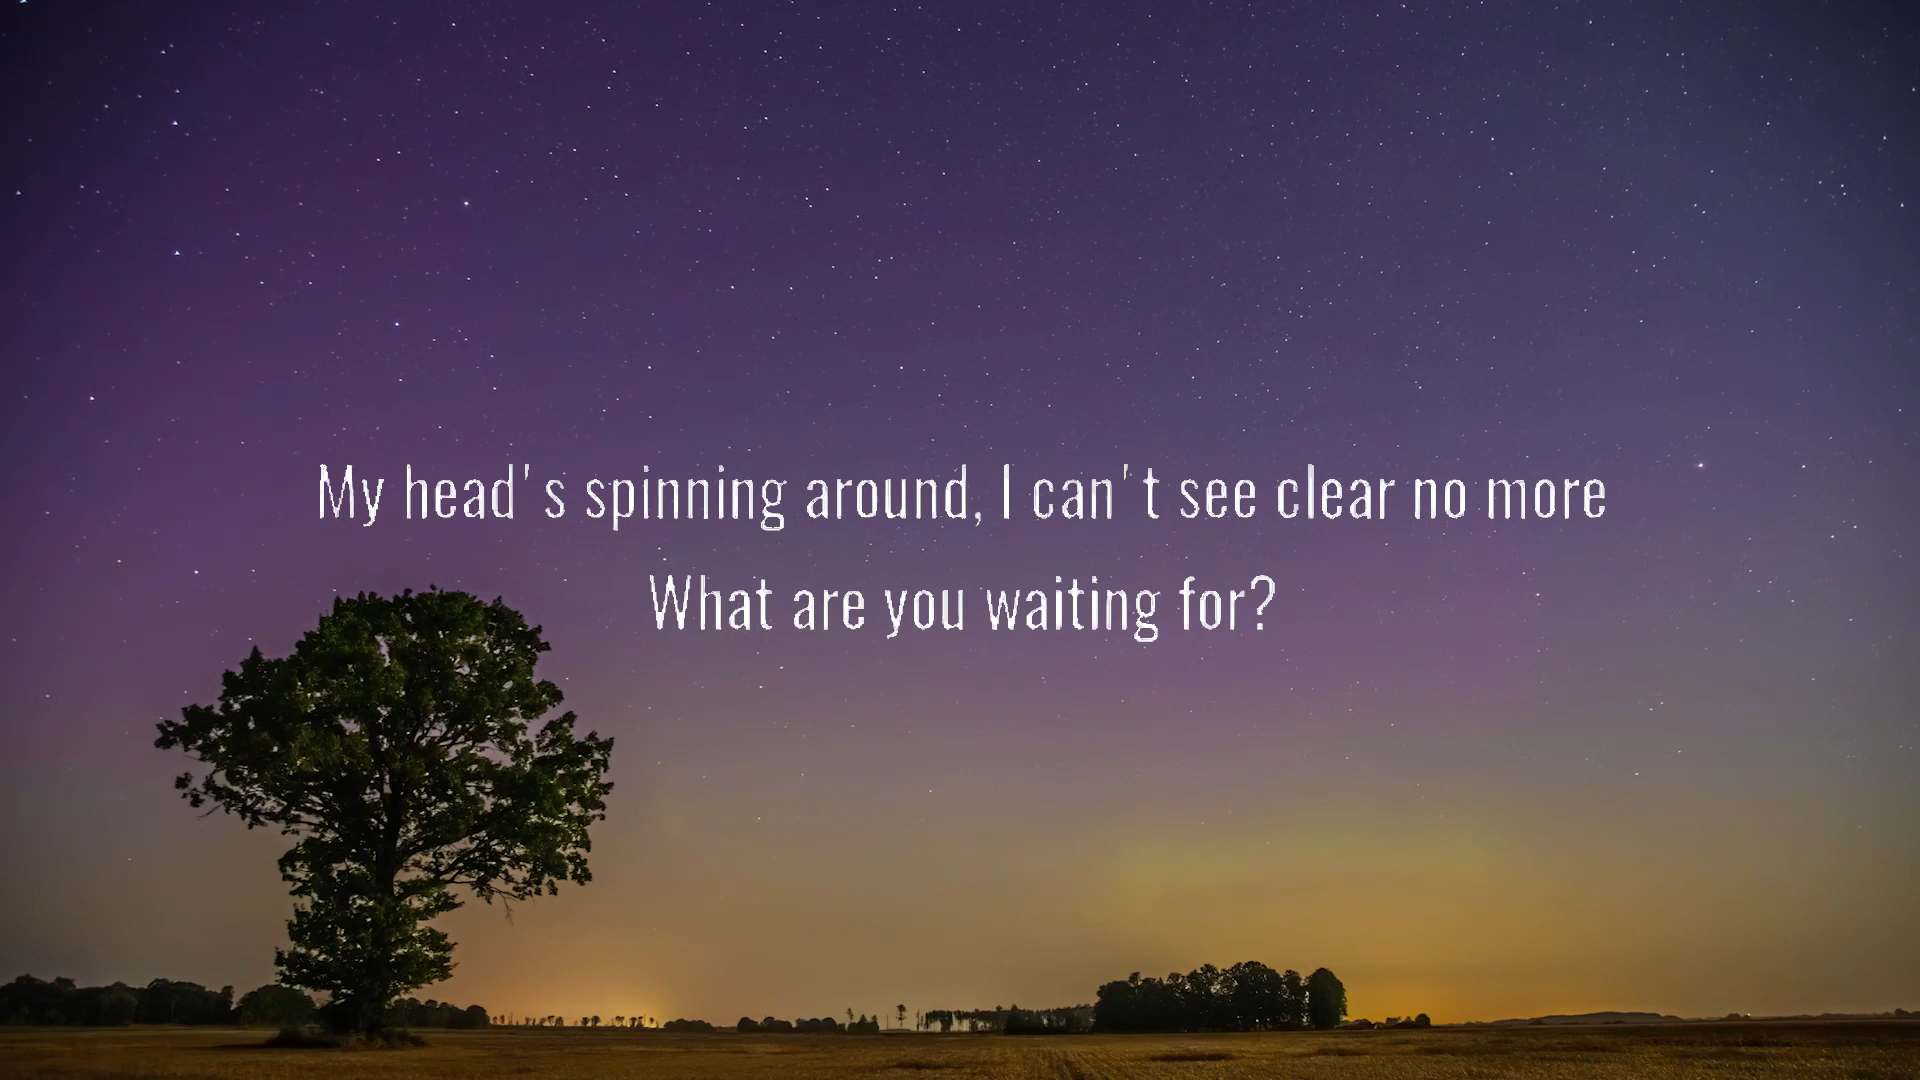 My head's spinning around, I can't see clear no more
What are you waiting for?